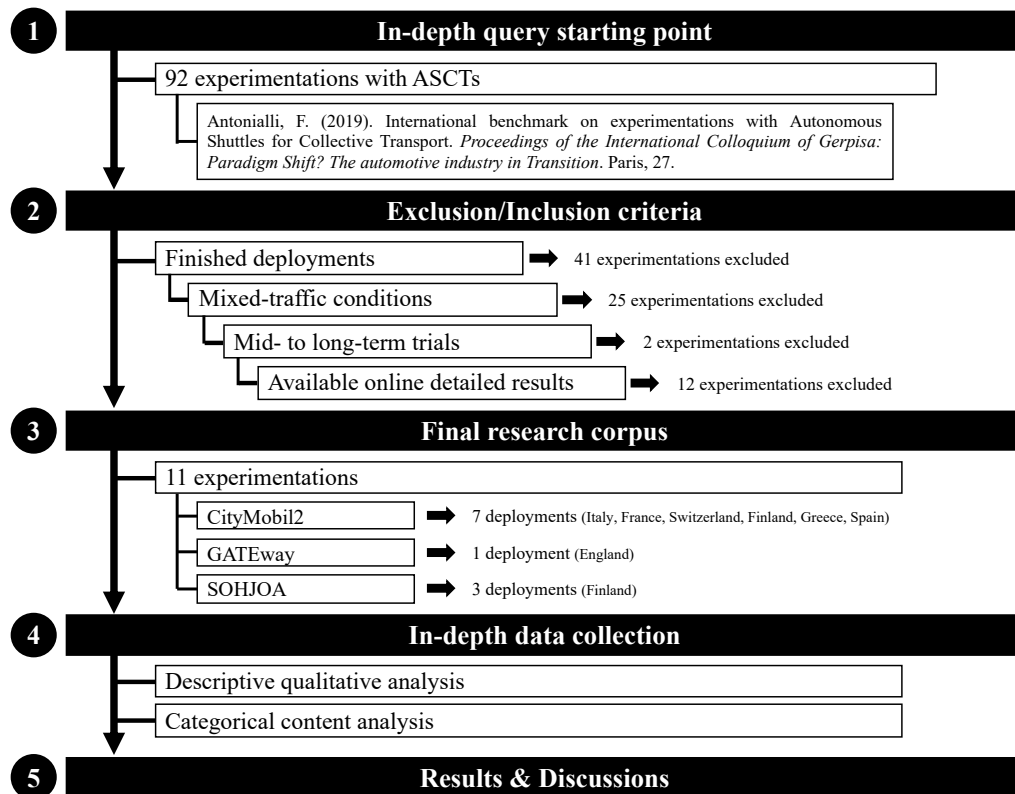 1 In-depth query starting point
92 experimentations with ASCTs
Antonialli, F. (2019). International benchmark on experimentations with Autonomous
Shuttles for Collective Transport. Proceedings of the International Colloquium of Gerpisa:
Paradigm Shift? The automotive industry in Transition. Paris, 27.
2 Exclusion/Inclusion criteria
Finished deployments 41 experimentations excluded
Mixed-traffic conditions 25 experimentations excluded
Mid- to long-term trials 2 experimentations excluded
Available online detailed results 12 experimentations excluded
3 Final research corpus
11 experimentations
CityMobil2 7 deployments (Italy, France, Switzerland, Finland, Greece, Spain)
GATEway 1 deployment (England)
SOHJOA 3 deployments (Finland)
4 In-depth data collection
Descriptive qualitative analysis
Categorical content analysis
5 Results & Discussions